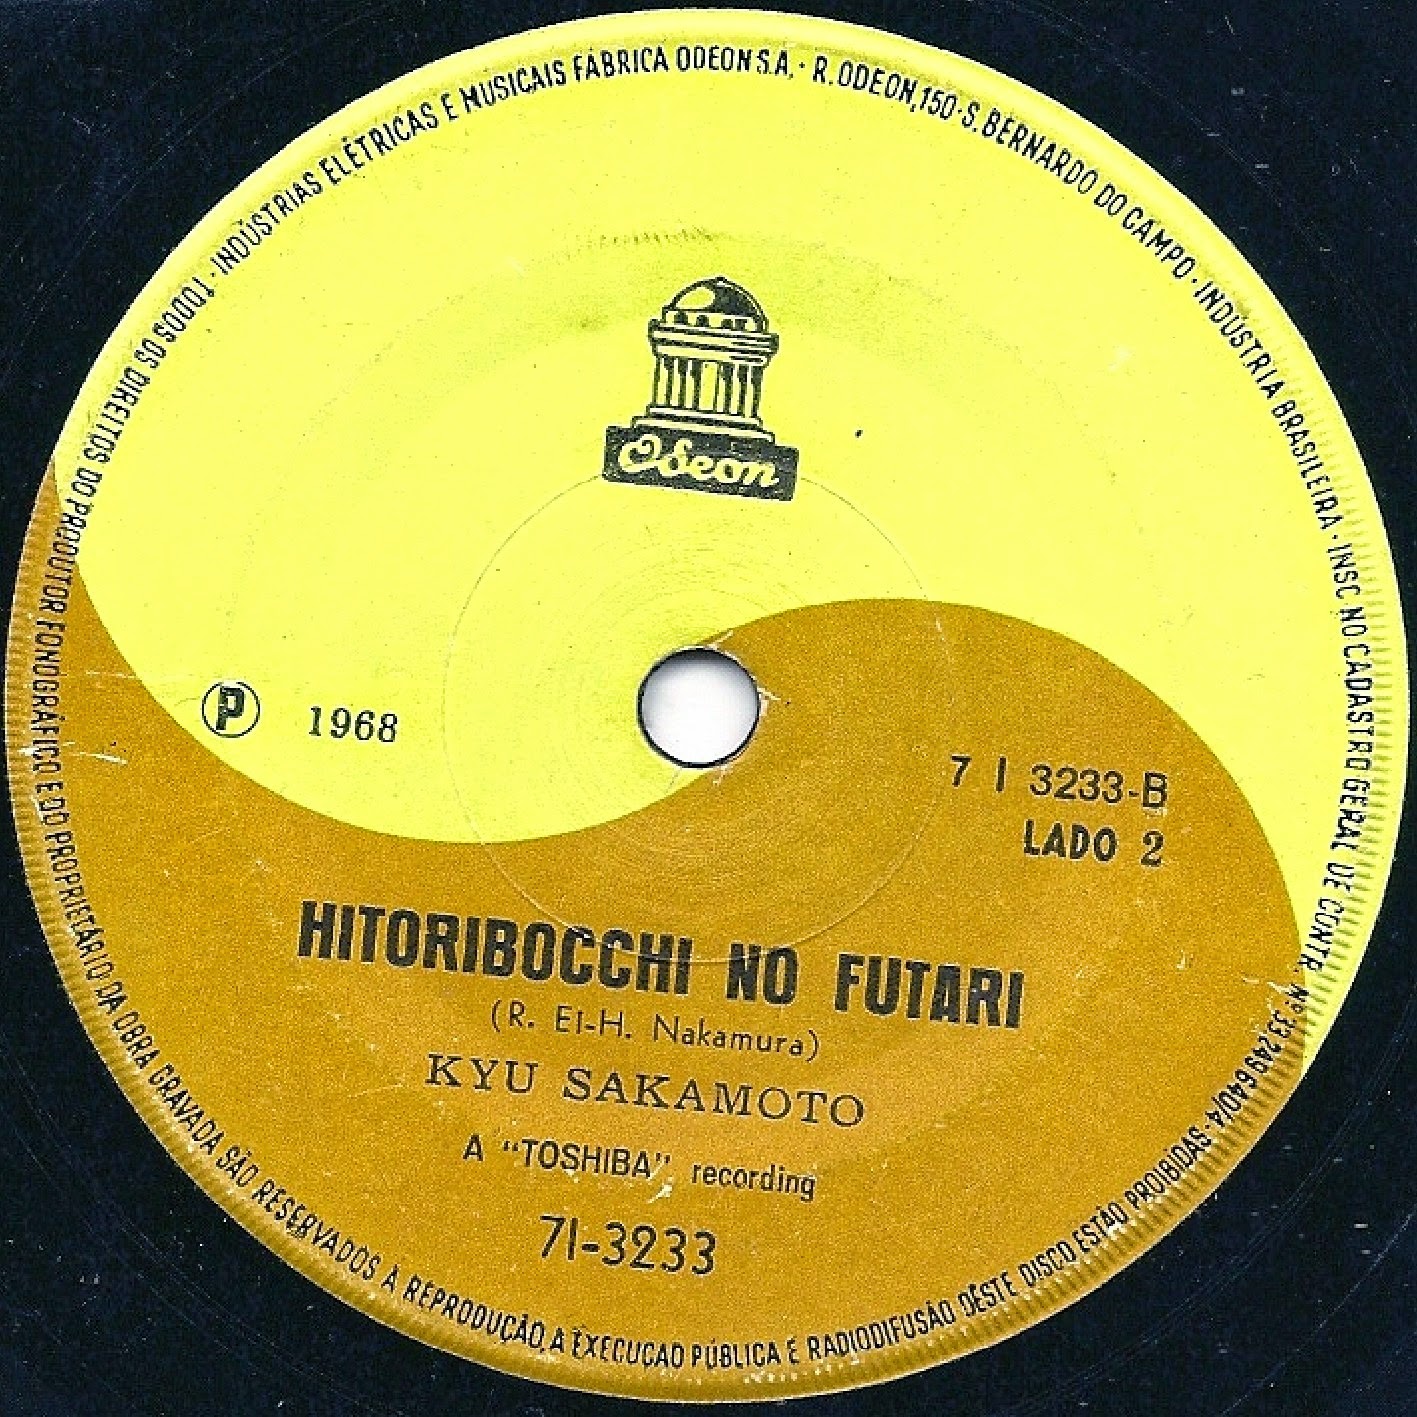 TODOS OS DIREITOS DO PRODUTOR FONOGRÁFICO E DO PROPRIETÁRIO DA OBRA GRAVADA SÃO RESERVADOS A REPRODUÇÃO, A EXECUÇAO PÚBLICA E RADIODIFUSÃO DÊSTE DISCO ESTÃO PROIBIDAS·
INDÚSTRIAS ELÉTRICAS E MUSICAIS FÁBRICA ODEON S.A. · R. ODEON, 150 · S. BERNARDO DO CAMPO · INDÚSTRIA BRASILEIRA · INSC NO CADASTRO GERAL DE CONTR. Nº 33.249.640/4·
Odeon
P 1968
7 I 3233-B
LADO 2
HITORIBOCCHI NO FUTARI
(R. EI-H. Nakamura)
KYU SAKAMOTO
A "TOSHIBA" recording
7I-3233